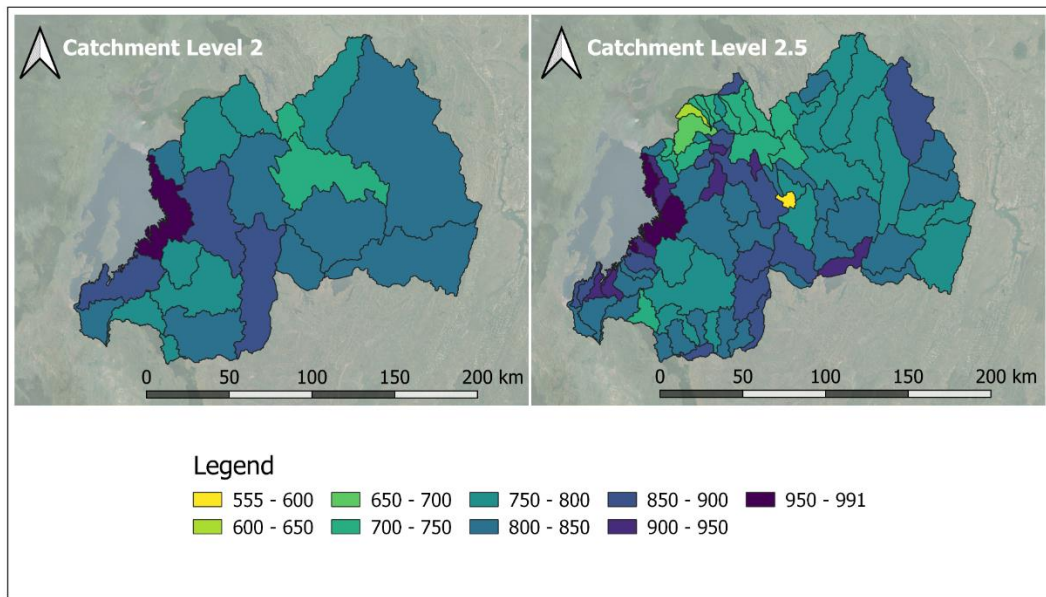 Catchment Level 2
Catchment Level 2.5
0 50 100 150 200 km
0 50 100 150 200 km
Legend
555 - 600 650 - 700 750 - 800 850 - 900 950 - 991
600 - 650 700 - 750 800 - 850 900 - 950